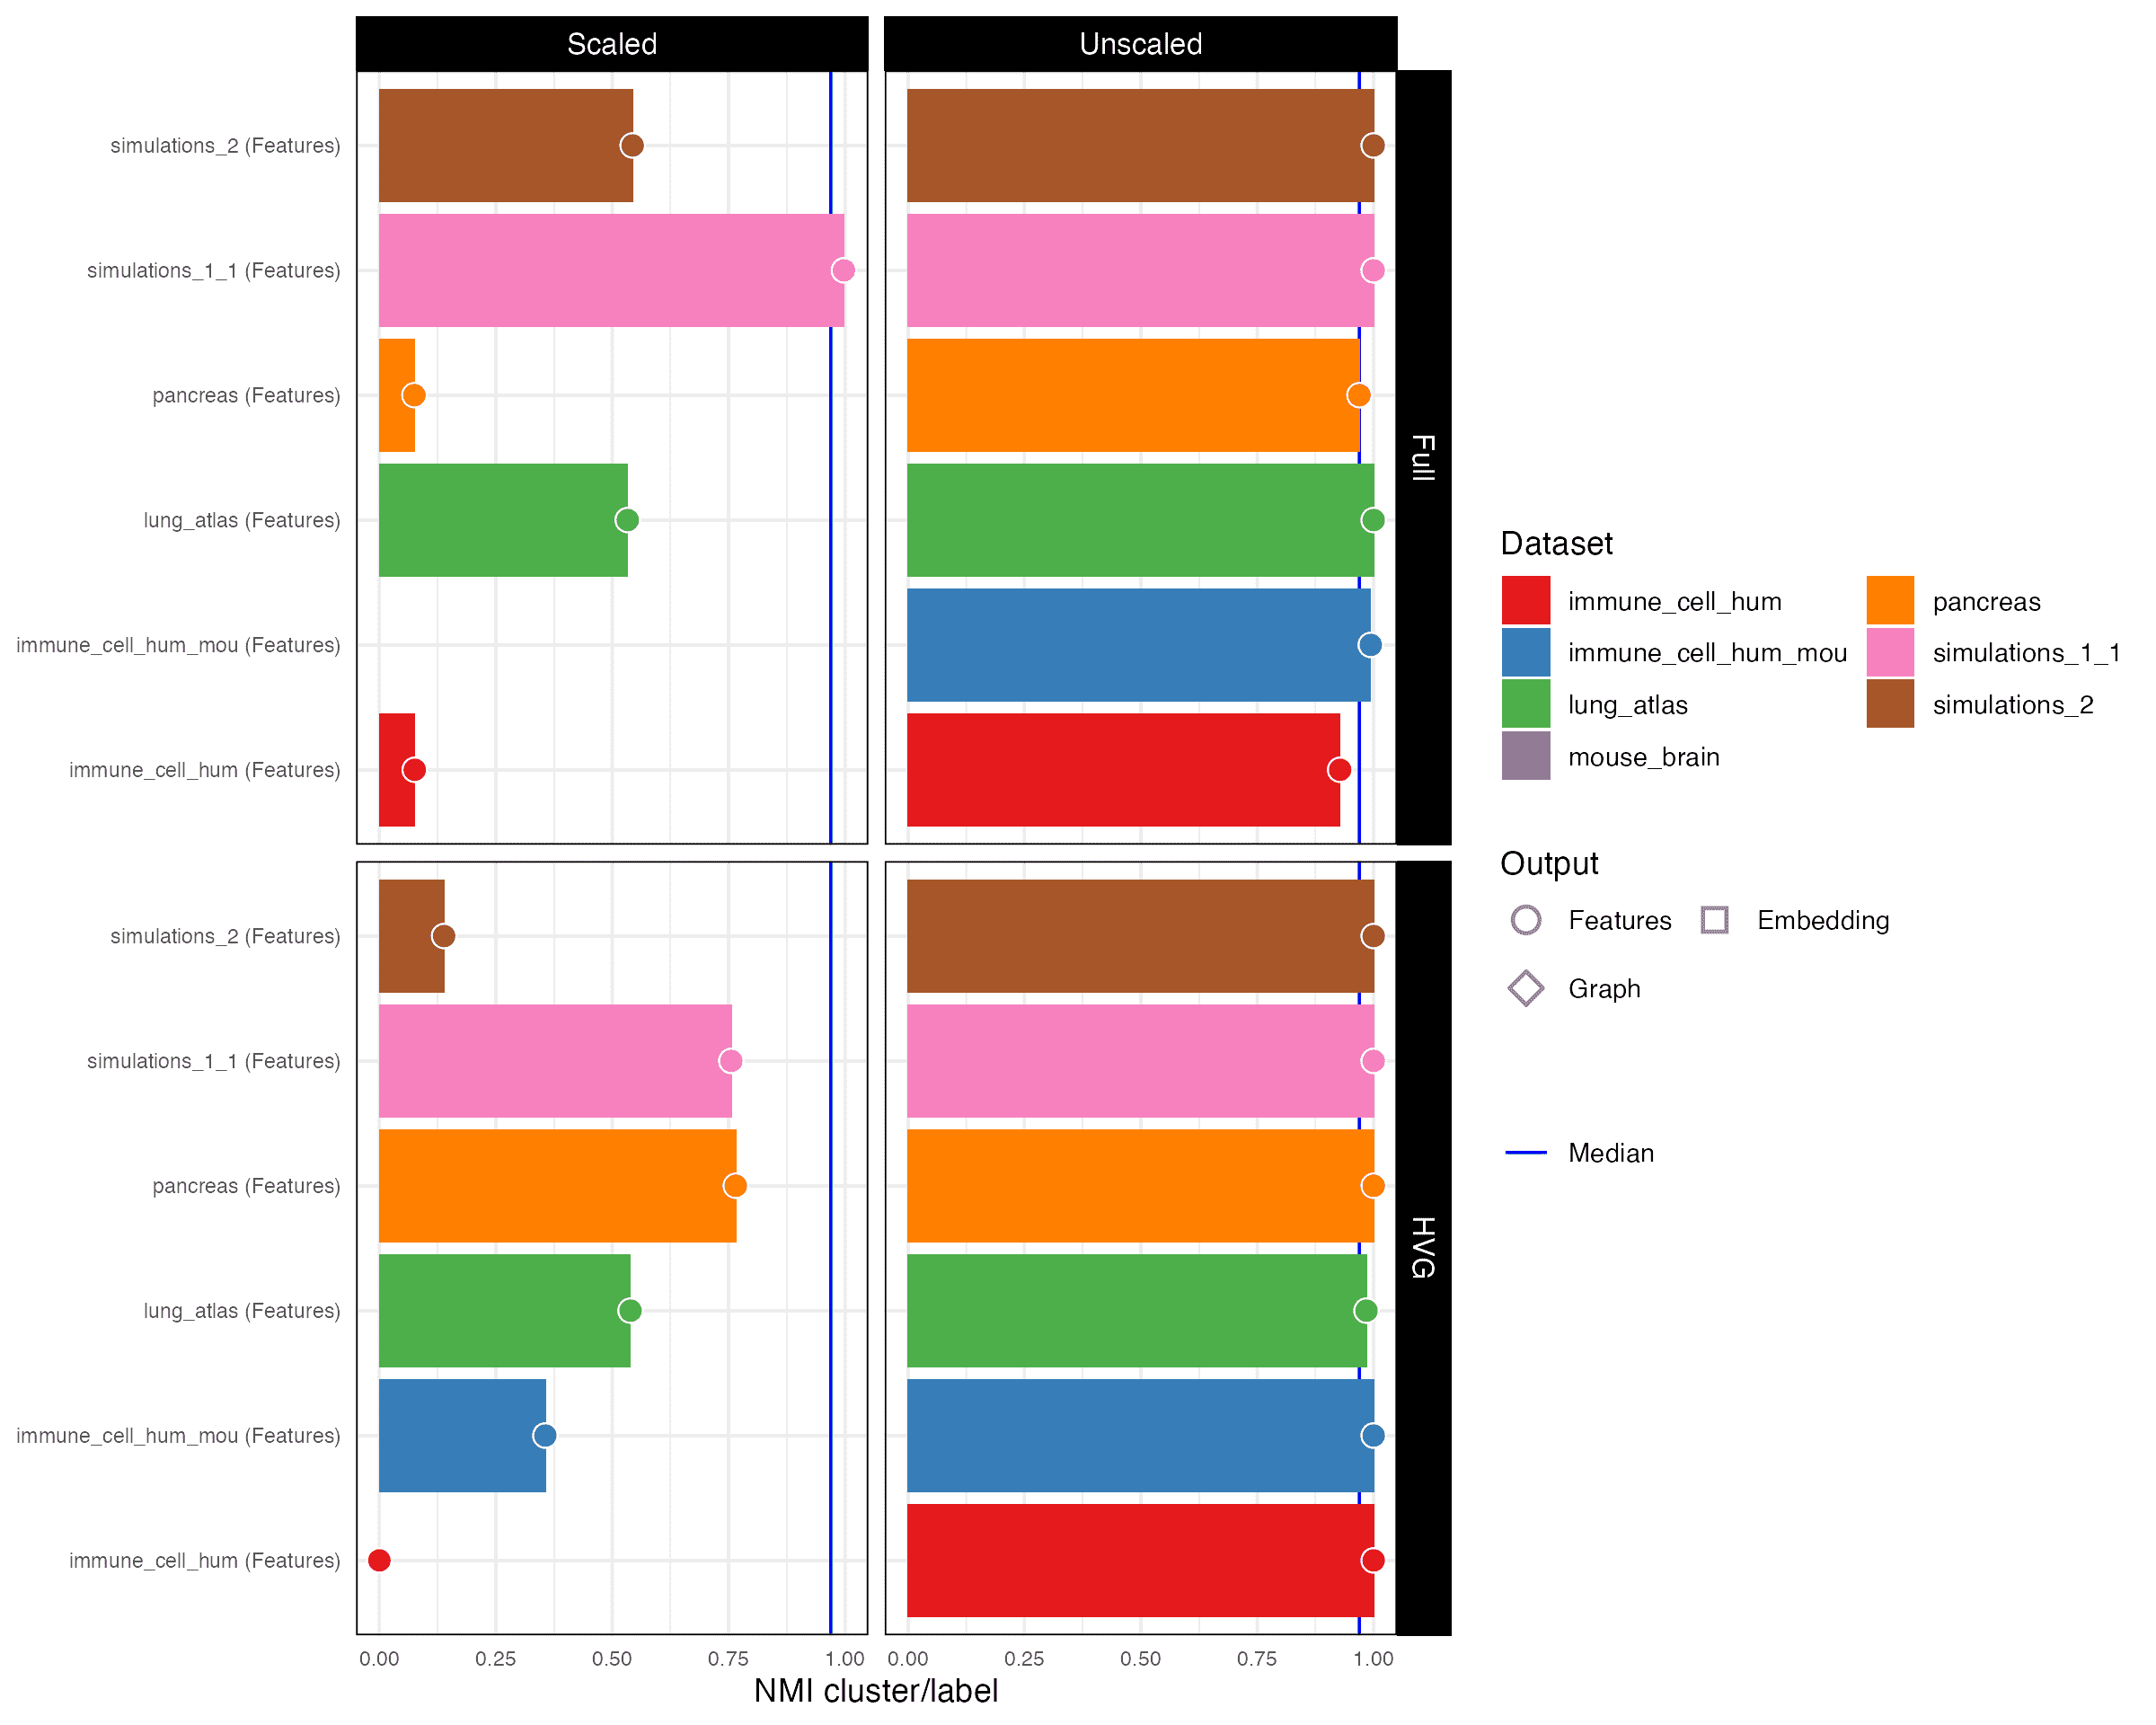 Scaled
Unscaled
simulations_2 (Features)
simulations_1_1 (Features)
pancreas (Features)
lung_atlas (Features)
immune_cell_hum_mou (Features)
immune_cell_hum (Features)
Full
simulations_2 (Features)
simulations_1_1 (Features)
pancreas (Features)
lung_atlas (Features)
immune_cell_hum_mou (Features)
immune_cell_hum (Features)
HVG
0.00 0.25 0.50 0.75 1.00
0.00 0.25 0.50 0.75 1.00
NMI cluster/label
Dataset
immune_cell_hum
immune_cell_hum_mou
lung_atlas
mouse_brain
pancreas
simulations_1_1
simulations_2
Output
Features
Embedding
Graph
Median